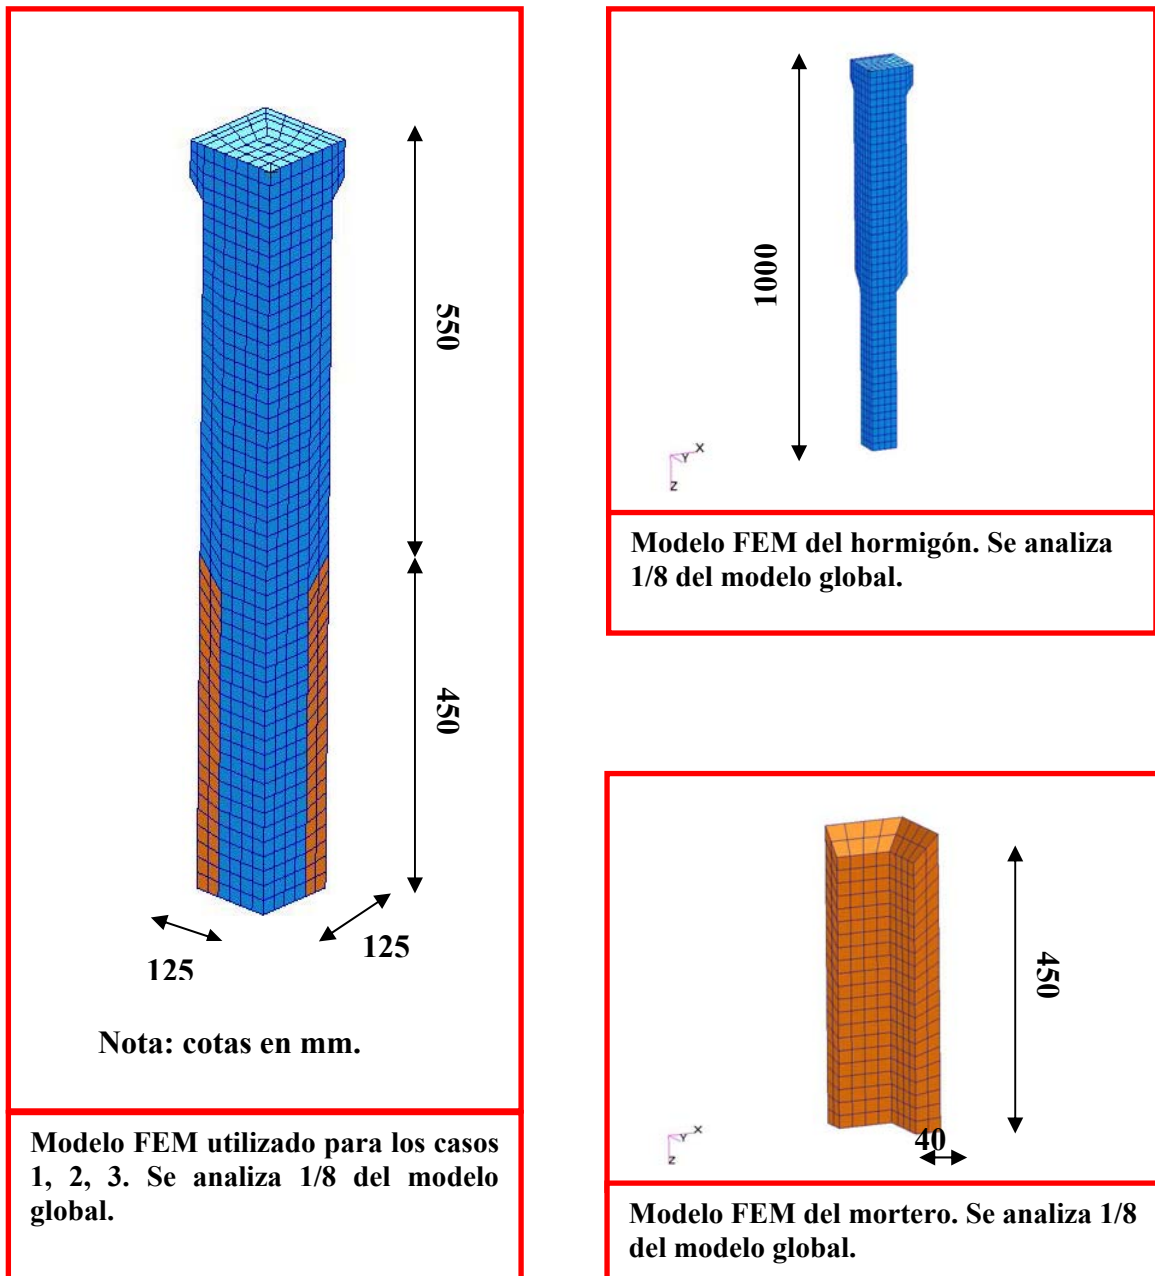 550
450
125
125
Nota: cotas en mm.
Modelo FEM utilizado para los casos
1, 2, 3. Se analiza 1/8 del modelo
global.
1000
X
Y
Z
Modelo FEM del hormigón. Se analiza
1/8 del modelo global.
450
40
X
Y
Z
Modelo FEM del mortero. Se analiza 1/8
del modelo global.